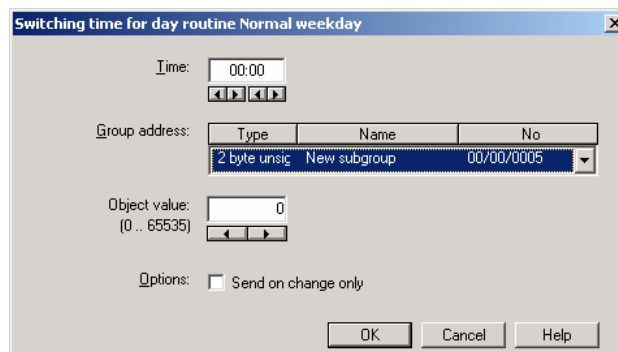 Switching time for day routine Normal weekday
Time:
00:00
Group address:
Type Name No
2 byte unsig New subgroup 00/00/0005
Object value:
0
(0 .. 65535)
Options:
Send on change only
OK Cancel Help